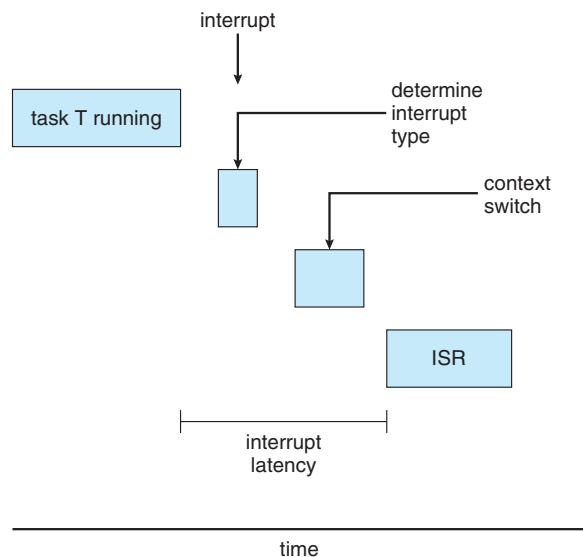 interrupt
task T running
determine
interrupt
type
context
switch
ISR
interrupt
latency
time